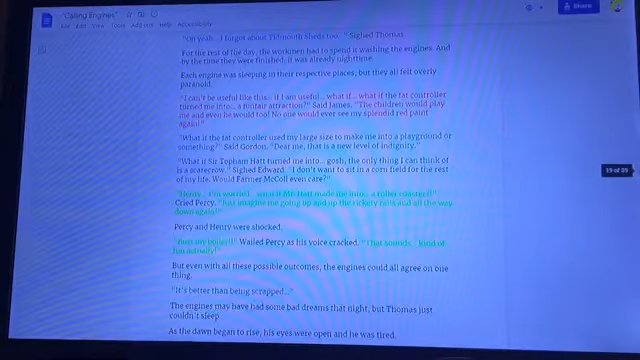 "Calling Engines"
File Edit View Tools Add-ons Help Accessibility
Share
"Oh yeah... I forgot about Tidmouth Sheds too." Sighed Thomas.
For the rest of the day, the workmen had to spend it washing the engines. And
by the time they were finished, it was already nighttime.
Each engine was sleeping in their respective places, but they all felt overly
paranoid.
"I can't be useful like this... if I am useful... what if... what if the fat controller
turned me into... a funfair attraction?" Said James, "The children would play
me and even he would too! No one would ever see my splendid red paint
again!"
"What if the fat controller used my large size to make me into a playground or
something?" Said Gordon. "Dear me, that is a new level of indignity."
"What if Sir Topham Hatt turned me into... gosh, the only thing I can think of
is a scarecrow." Sighed Edward. "I don't want to sit in a corn field for the rest
of my life. Would Farmer McColl even care?"
"Henry... I'm worried... what if Mr. Hatt made me into... a roller coaster?"
Cried Percy. "Just imagine me going up and up the rickety rails and all the way
down again!"
Percy and Henry were shocked.
"Bust my boiler!" Wailed Percy as his voice cracked. "That sounds... kind of
fun actually!"
But even with all these possible outcomes, the engines could all agree on one
thing.
"It's better than being scrapped..."
The engines may have had some bad dreams that night, but Thomas just
couldn't sleep.
As the dawn began to rise, his eyes were open and he was tired.